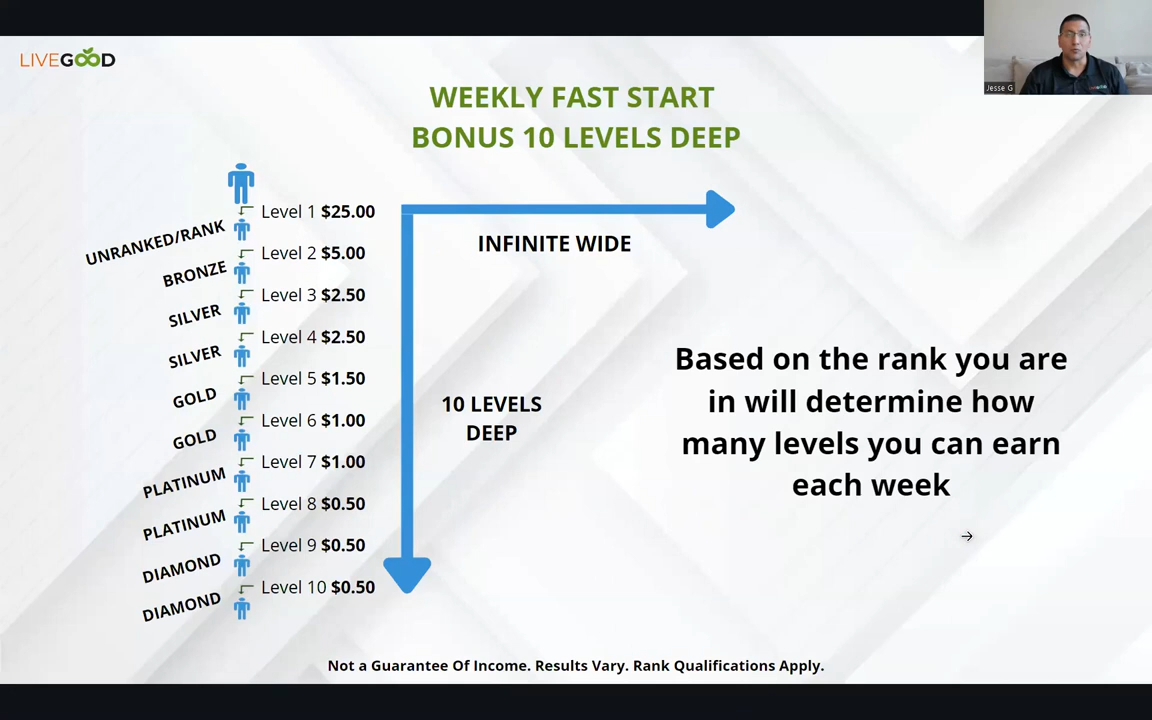 LIVEGOOD
Jesse G
WEEKLY FAST START
BONUS 10 LEVELS DEEP
Level 1 $25.00
UNRANKED/RANK
Level 2 $5.00
BRONZE
Level 3 $2.50
SILVER
Level 4 $2.50
SILVER
Level 5 $1.50
GOLD
Level 6 $1.00
GOLD
Level 7 $1.00
PLATINUM
Level 8 $0.50
PLATINUM
Level 9 $0.50
DIAMOND
Level 10 $0.50
DIAMOND
INFINITE WIDE
10 LEVELS
DEEP
Based on the rank you are
in will determine how
many levels you can earn
each week
Not a Guarantee Of Income. Results Vary. Rank Qualifications Apply.